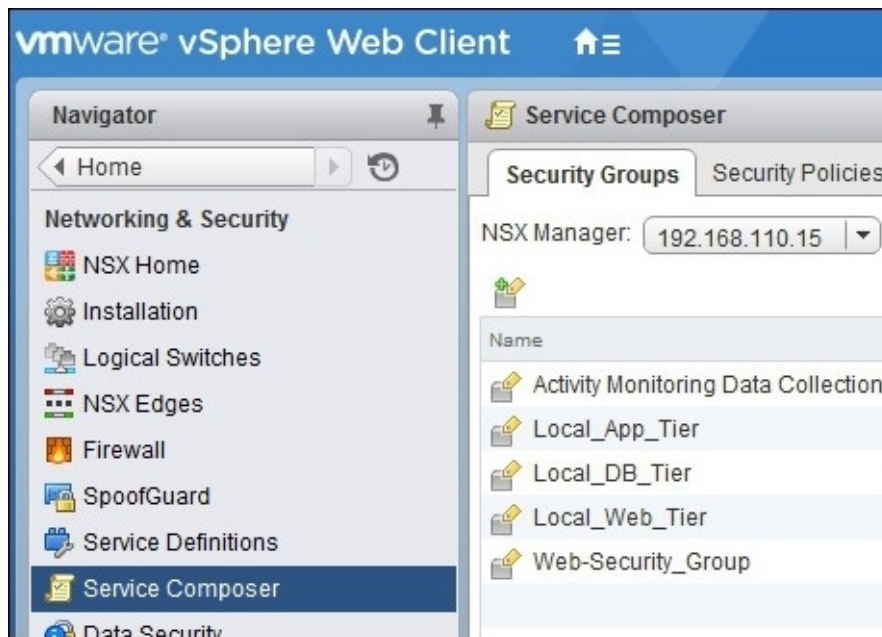 vmware® vSphere Web Client
Navigator
Home
Networking & Security
NSX Home
Installation
Logical Switches
NSX Edges
Firewall
SpoofGuard
Service Definitions
Service Composer
Data Security
Service Composer
Security Groups
Security Policies
NSX Manager: 192.168.110.15
Name
Activity Monitoring Data Collection
Local_App_Tier
Local_DB_Tier
Local_Web_Tier
Web-Security_Group